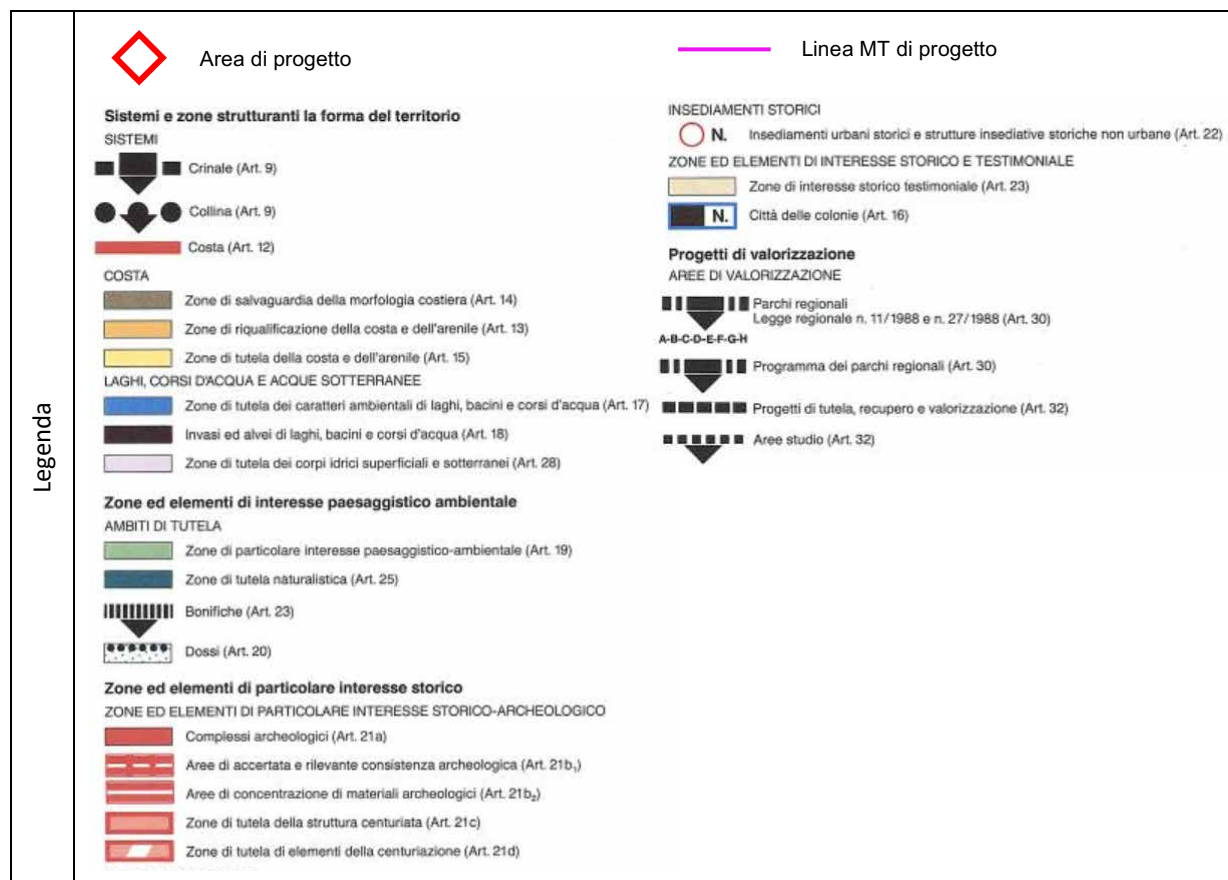 Legenda
Area di progetto
Linea MT di progetto
Sistemi e zone strutturanti la forma del territorio
SISTEMI
Crinale (Art. 9)
Collina (Art. 9)
Costa (Art. 12)
COSTA
Zone di salvaguardia della morfologia costiera (Art. 14)
Zone di riqualificazione della costa e dell'arenile (Art. 13)
Zone di tutela della costa e dell'arenile (Art. 15)
LAGHI, CORSI D'ACQUA E ACQUE SOTTERRANEE
Zone di tutela dei caratteri ambientali di laghi, bacini e corsi d'acqua (Art. 17)
Invasi ed alvei di laghi, bacini e corsi d'acqua (Art. 18)
Zone di tutela dei corpi idrici superficiali e sotterranei (Art. 28)
Zone ed elementi di interesse paesaggistico ambientale
AMBITI DI TUTELA
Zone di particolare interesse paesaggistico-ambientale (Art. 19)
Zone di tutela naturalistica (Art. 25)
Bonifiche (Art. 23)
Dossi (Art. 20)
Zone ed elementi di particolare interesse storico
ZONE ED ELEMENTI DI PARTICOLARE INTERESSE STORICO-ARCHEOLOGICO
Complessi archeologici (Art. 21a)
Aree di accertata e rilevante consistenza archeologica (Art. 21b₁)
Aree di concentrazione di materiali archeologici (Art. 21b₂)
Zone di tutela della struttura centuriata (Art. 21c)
Zone di tutela di elementi della centuriazione (Art. 21d)
INSEDIAMENTI STORICI
N. Insediamenti urbani storici e strutture insediative storiche non urbane (Art. 22)
ZONE ED ELEMENTI DI INTERESSE STORICO E TESTIMONIALE
Zone di interesse storico testimoniale (Art. 23)
N. Città delle colonie (Art. 16)
Progetti di valorizzazione
AREE DI VALORIZZAZIONE
Parchi regionali
Legge regionale n. 11/1988 e n. 27/1988 (Art. 30)
A-B-C-D-E-F-G-H
Programma dei parchi regionali (Art. 30)
Progetti di tutela, recupero e valorizzazione (Art. 32)
Aree studio (Art. 32)